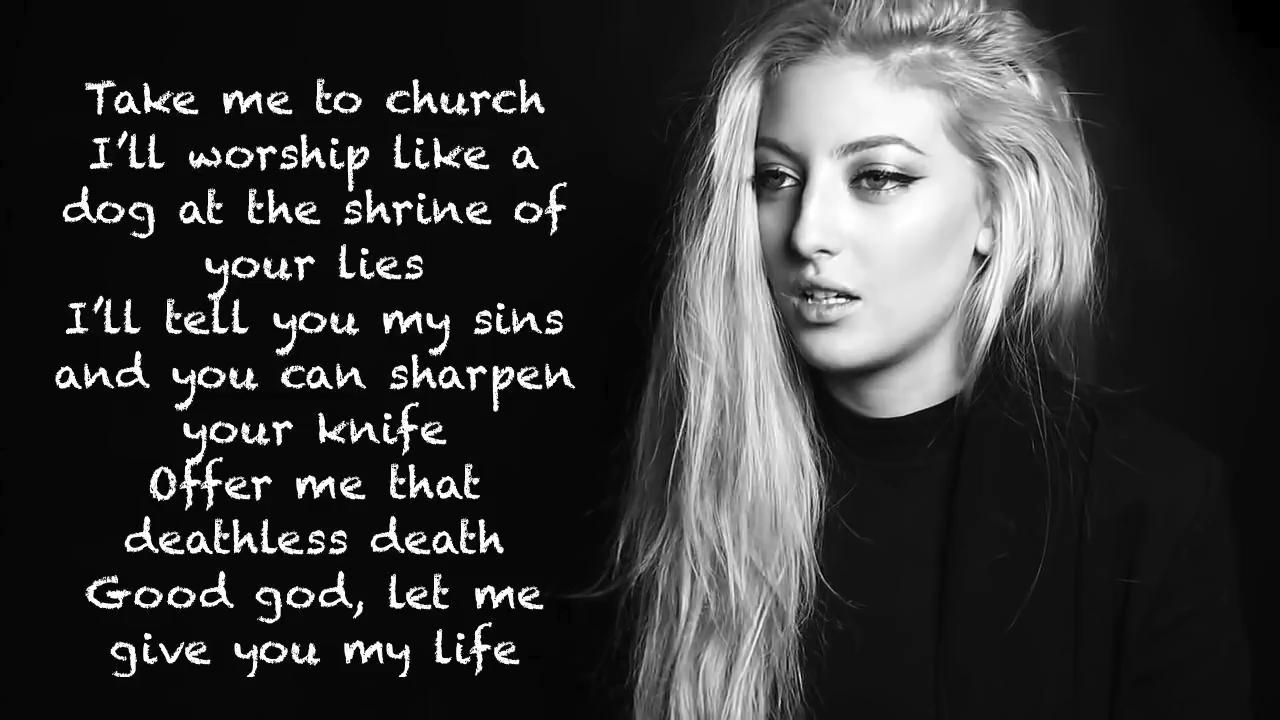 Take me to church
I'll worship like a
dog at the shrine of
your lies
I'll tell you my sins
and you can sharpen
your knife
Offer me that
deathless death
Good god, let me
give you my life